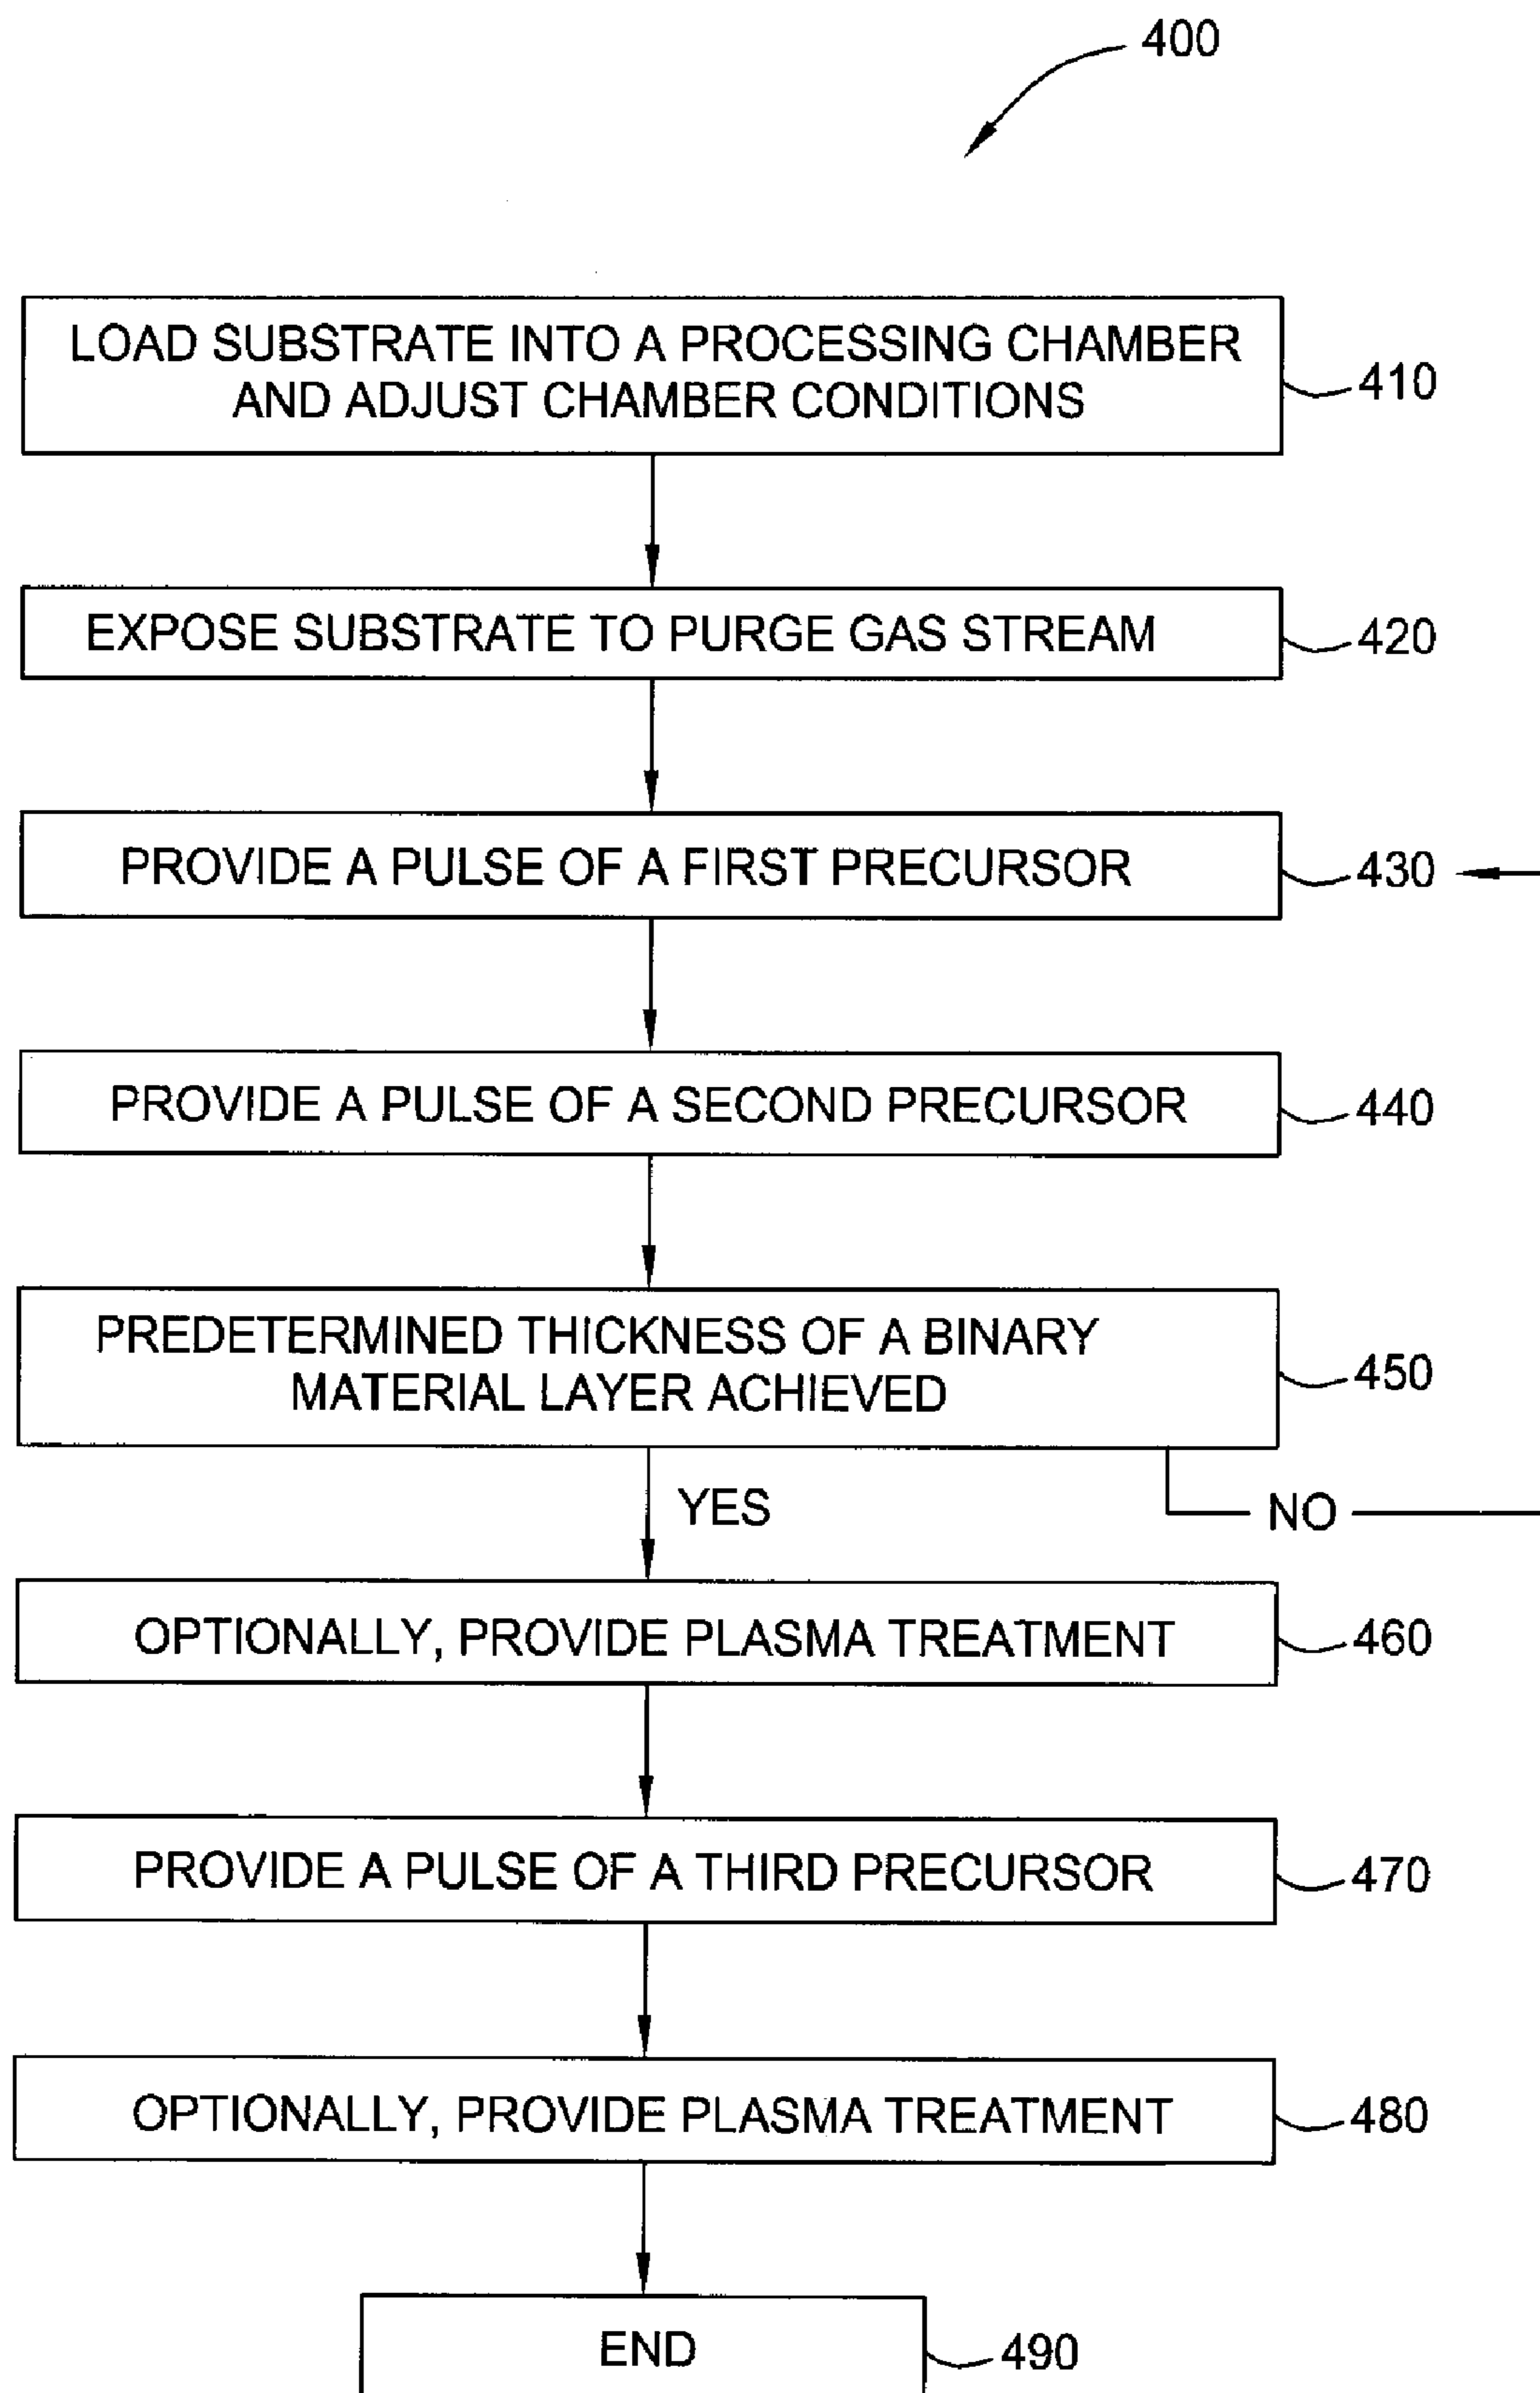 400
LOAD SUBSTRATE INTO A PROCESSING CHAMBER
AND ADJUST CHAMBER CONDITIONS
410
EXPOSE SUBSTRATE TO PURGE GAS STREAM
420
PROVIDE A PULSE OF A FIRST PRECURSOR
430
PROVIDE A PULSE OF A SECOND PRECURSOR
440
PREDETERMINED THICKNESS OF A BINARY
MATERIAL LAYER ACHIEVED
450
YES
NO
OPTIONALLY, PROVIDE PLASMA TREATMENT
460
PROVIDE A PULSE OF A THIRD PRECURSOR
470
OPTIONALLY, PROVIDE PLASMA TREATMENT
480
END
490